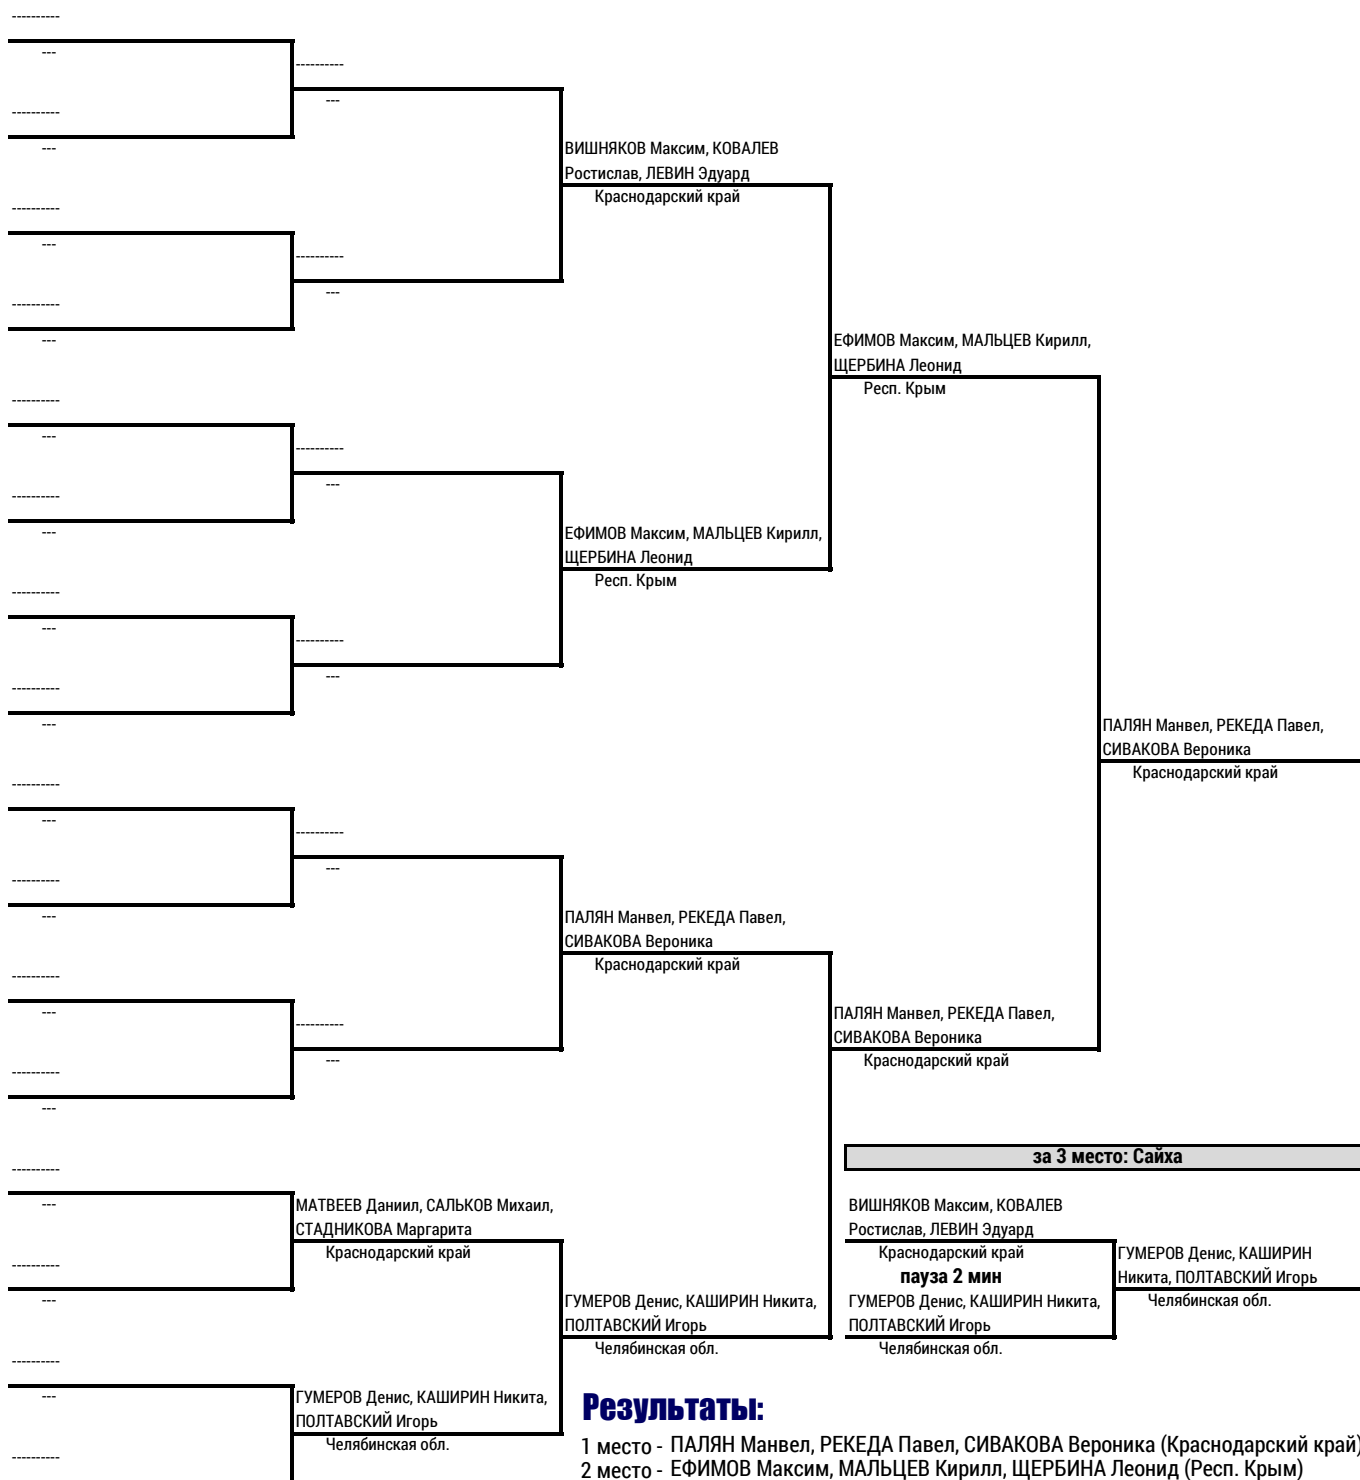 ----------
---
----------
---
----------
---
----------
---
----------
---
----------
---
----------
---
----------
---
----------
---
----------
---
----------
---
----------
---
----------
---
----------
---
----------
---
----------
----------
---
----------
---
----------
---
----------
---
----------
---
----------
---
МАТВЕЕВ Даниил, САЛЬКОВ Михаил,
СТАДНИКОВА Маргарита
Краснодарский край
ГУМЕРОВ Денис, КАШИРИН Никита,
ПОЛТАВСКИЙ Игорь
Челябинская обл.
ВИШНЯКОВ Максим, КОВАЛЕВ
Ростислав, ЛЕВИН Эдуард
Краснодарский край
ЕФИМОВ Максим, МАЛЬЦЕВ Кирилл,
ЩЕРБИНА Леонид
Респ. Крым
ПАЛЯН Манвел, РЕКЕДА Павел,
СИВАКОВА Вероника
Краснодарский край
ГУМЕРОВ Денис, КАШИРИН Никита,
ПОЛТАВСКИЙ Игорь
Челябинская обл.
ЕФИМОВ Максим, МАЛЬЦЕВ Кирилл,
ЩЕРБИНА Леонид
Респ. Крым
ПАЛЯН Манвел, РЕКЕДА Павел,
СИВАКОВА Вероника
Краснодарский край
ПАЛЯН Манвел, РЕКЕДА Павел,
СИВАКОВА Вероника
Краснодарский край
за 3 место: Сайха
ВИШНЯКОВ Максим, КОВАЛЕВ
Ростислав, ЛЕВИН Эдуард
Краснодарский край
пауза 2 мин
ГУМЕРОВ Денис, КАШИРИН Никита,
ПОЛТАВСКИЙ Игорь
Челябинская обл.
ГУМЕРОВ Денис, КАШИРИН
Никита, ПОЛТАВСКИЙ Игорь
Челябинская обл.
Результаты:
1 место - ПАЛЯН Манвел, РЕКЕДА Павел, СИВАКОВА Вероника (Краснодарский край)
2 место - ЕФИМОВ Максим, МАЛЬЦЕВ Кирилл, ЩЕРБИНА Леонид (Респ. Крым)